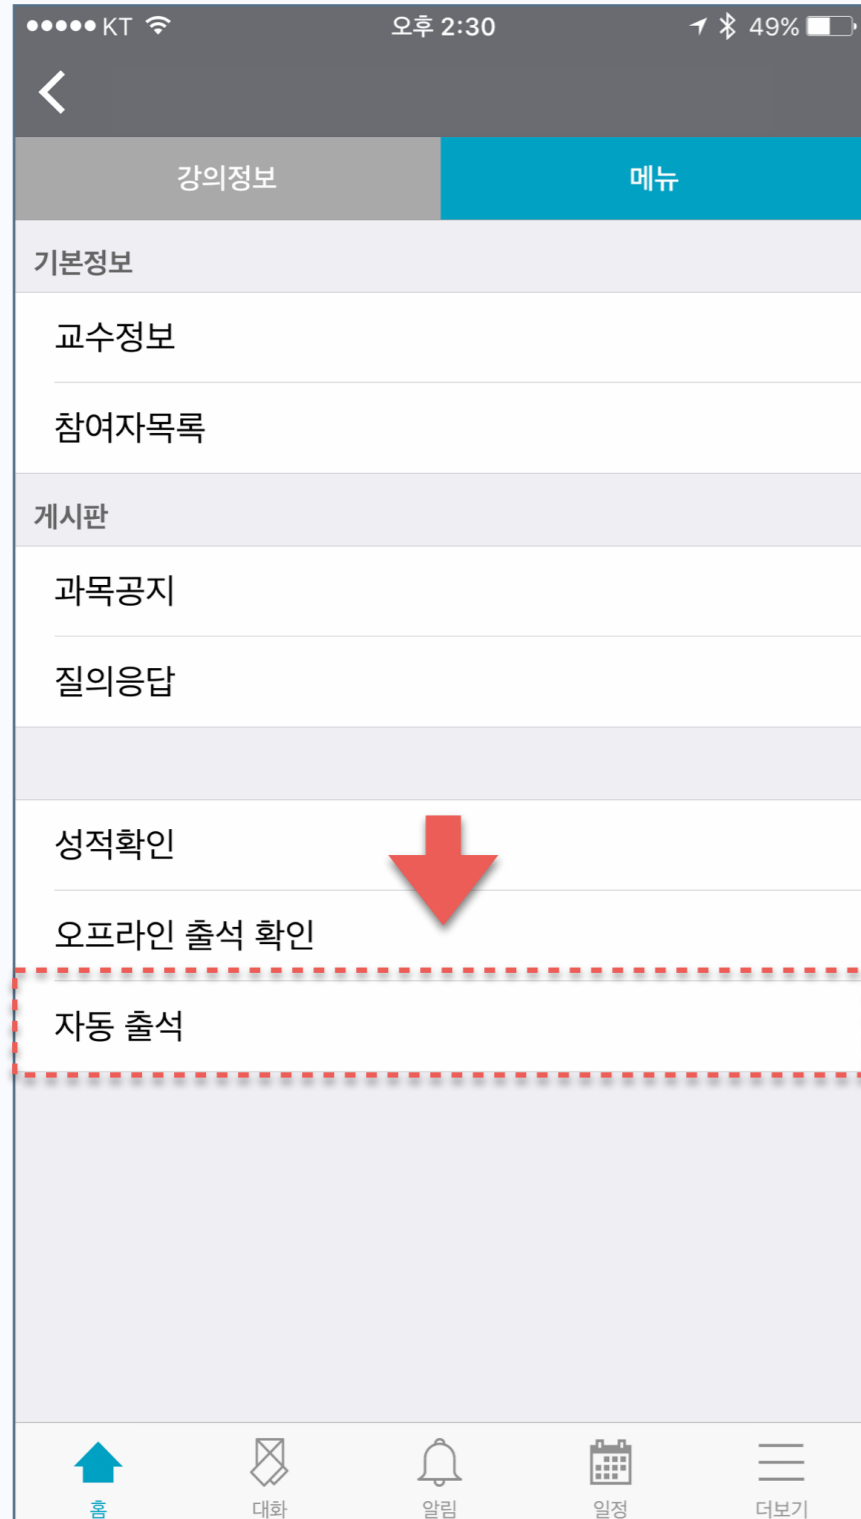 KT 오후 2:30 49%
강의정보 메뉴
기본정보
교수정보
참여자목록
게시판
과목공지
질의응답
성적확인
오프라인 출석 확인
자동 출석
홈 대화 알림 일정 더보기